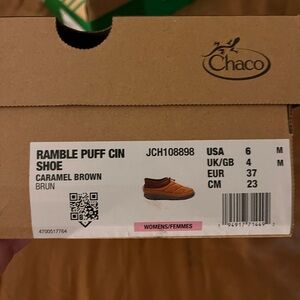 Chaco
RAMBLE PUFF CIN SHOE
JCH108898
CARAMEL BROWN
BRUN
USA 6 M
UK/GB 4 M
EUR 37
CM 23
4700517764
WOMENS/FEMMES